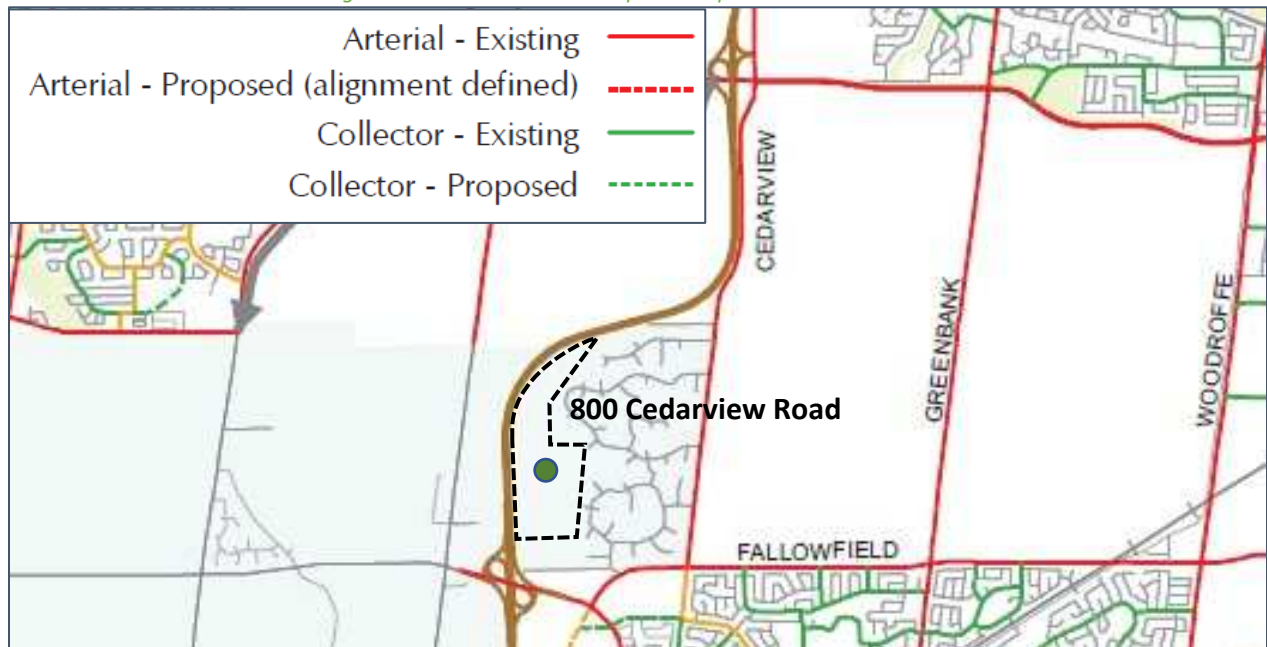 Arterial - Existing
Arterial - Proposed (alignment defined)
Collector - Existing
Collector - Proposed
CEDARVIEW
GREENBANK
WOODROFFE
800 Cedarview Road
FALLOWFIELD